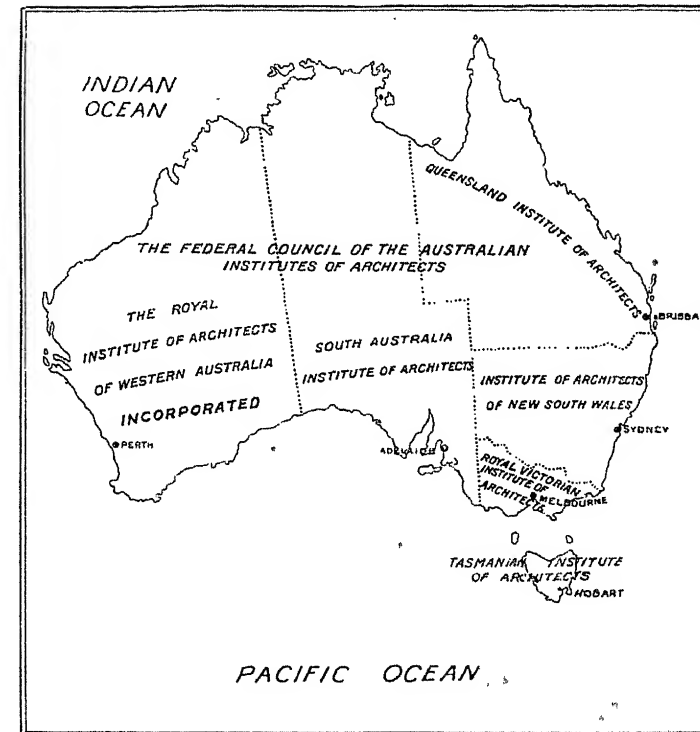 INDIAN
OCEAN
QUEENSLAND INSTITUTE OF ARCHITECTS
THE FEDERAL COUNCIL OF THE AUSTRALIAN
INSTITUTES OF ARCHITECTS
BRISBA
THE ROYAL
INSTITUTE OF ARCHITECTS
OF WESTERN AUSTRALIA
INCORPORATED
SOUTH AUSTRALIA
INSTITUTE OF ARCHITECTS
INSTITUTE OF ARCHITECTS
OF NEW SOUTH WALES
PERTH
ADELAIDE
SYDNEY
ROYAL VICTORIAN
INSTITUTE OF
ARCHITECTS
MELBOURNE
TASMANIAN INSTITUTE
OF ARCHITECTS
HOBART
PACIFIC OCEAN